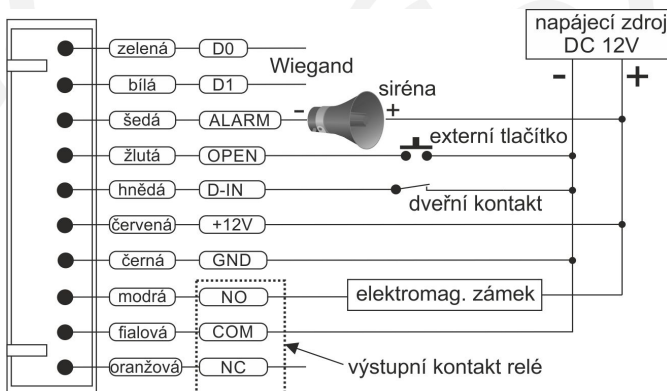 napájecí zdroj
DC 12V
- +
zelená D0
Wiegand
bílá D1
siréna
šedá ALARM - +
externí tlačítko
žlutá OPEN
hnědá D-IN
dveřní kontakt
červená +12V
černá GND
modrá NO elektromag. zámek
fialová COM
oranžová NC výstupní kontakt relé